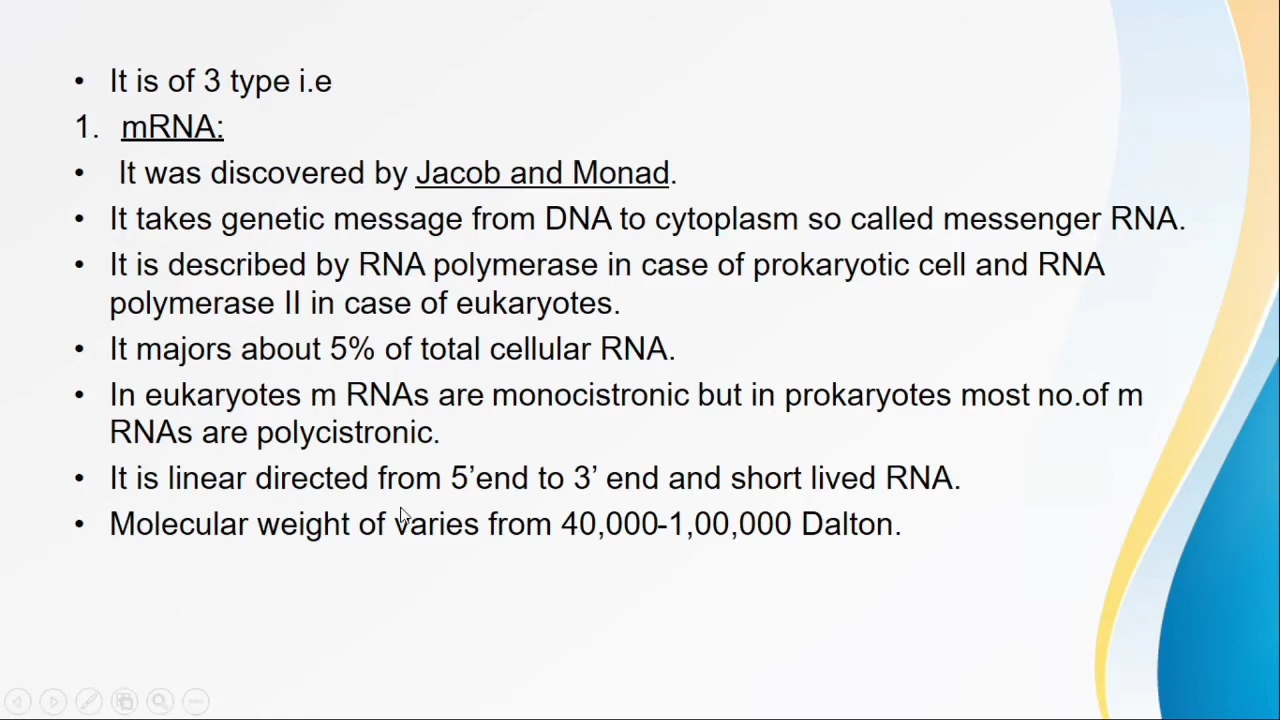 • It is of 3 type i.e
1. mRNA:
• It was discovered by Jacob and Monad.
• It takes genetic message from DNA to cytoplasm so called messenger RNA.
• It is described by RNA polymerase in case of prokaryotic cell and RNA
polymerase II in case of eukaryotes.
• It majors about 5% of total cellular RNA.
• In eukaryotes m RNAs are monocistronic but in prokaryotes most no.of m
RNAs are polycistronic.
• It is linear directed from 5’end to 3’ end and short lived RNA.
• Molecular weight of varies from 40,000-1,00,000 Dalton.